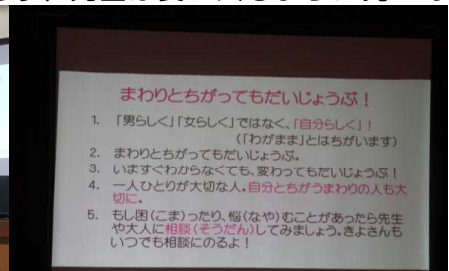 まわりとちがってもだいじょうぶ！
1. 「男らしく」「女らしく」ではなく、「自分らしく」！
（「わがまま」とはちがいます）
2. まわりとちがってもだいじょうぶ。
3. いますぐわからなくても、変わってもだいじょうぶ！
4. 一人ひとりが大切な人。自分とちがうまわりの人も大
切に。
5. もし困（こま）ったり、悩（なや）むことがあったら先生
や大人に相談（そうだん）してみましょう。きよさんも
いつでも相談にのるよ！